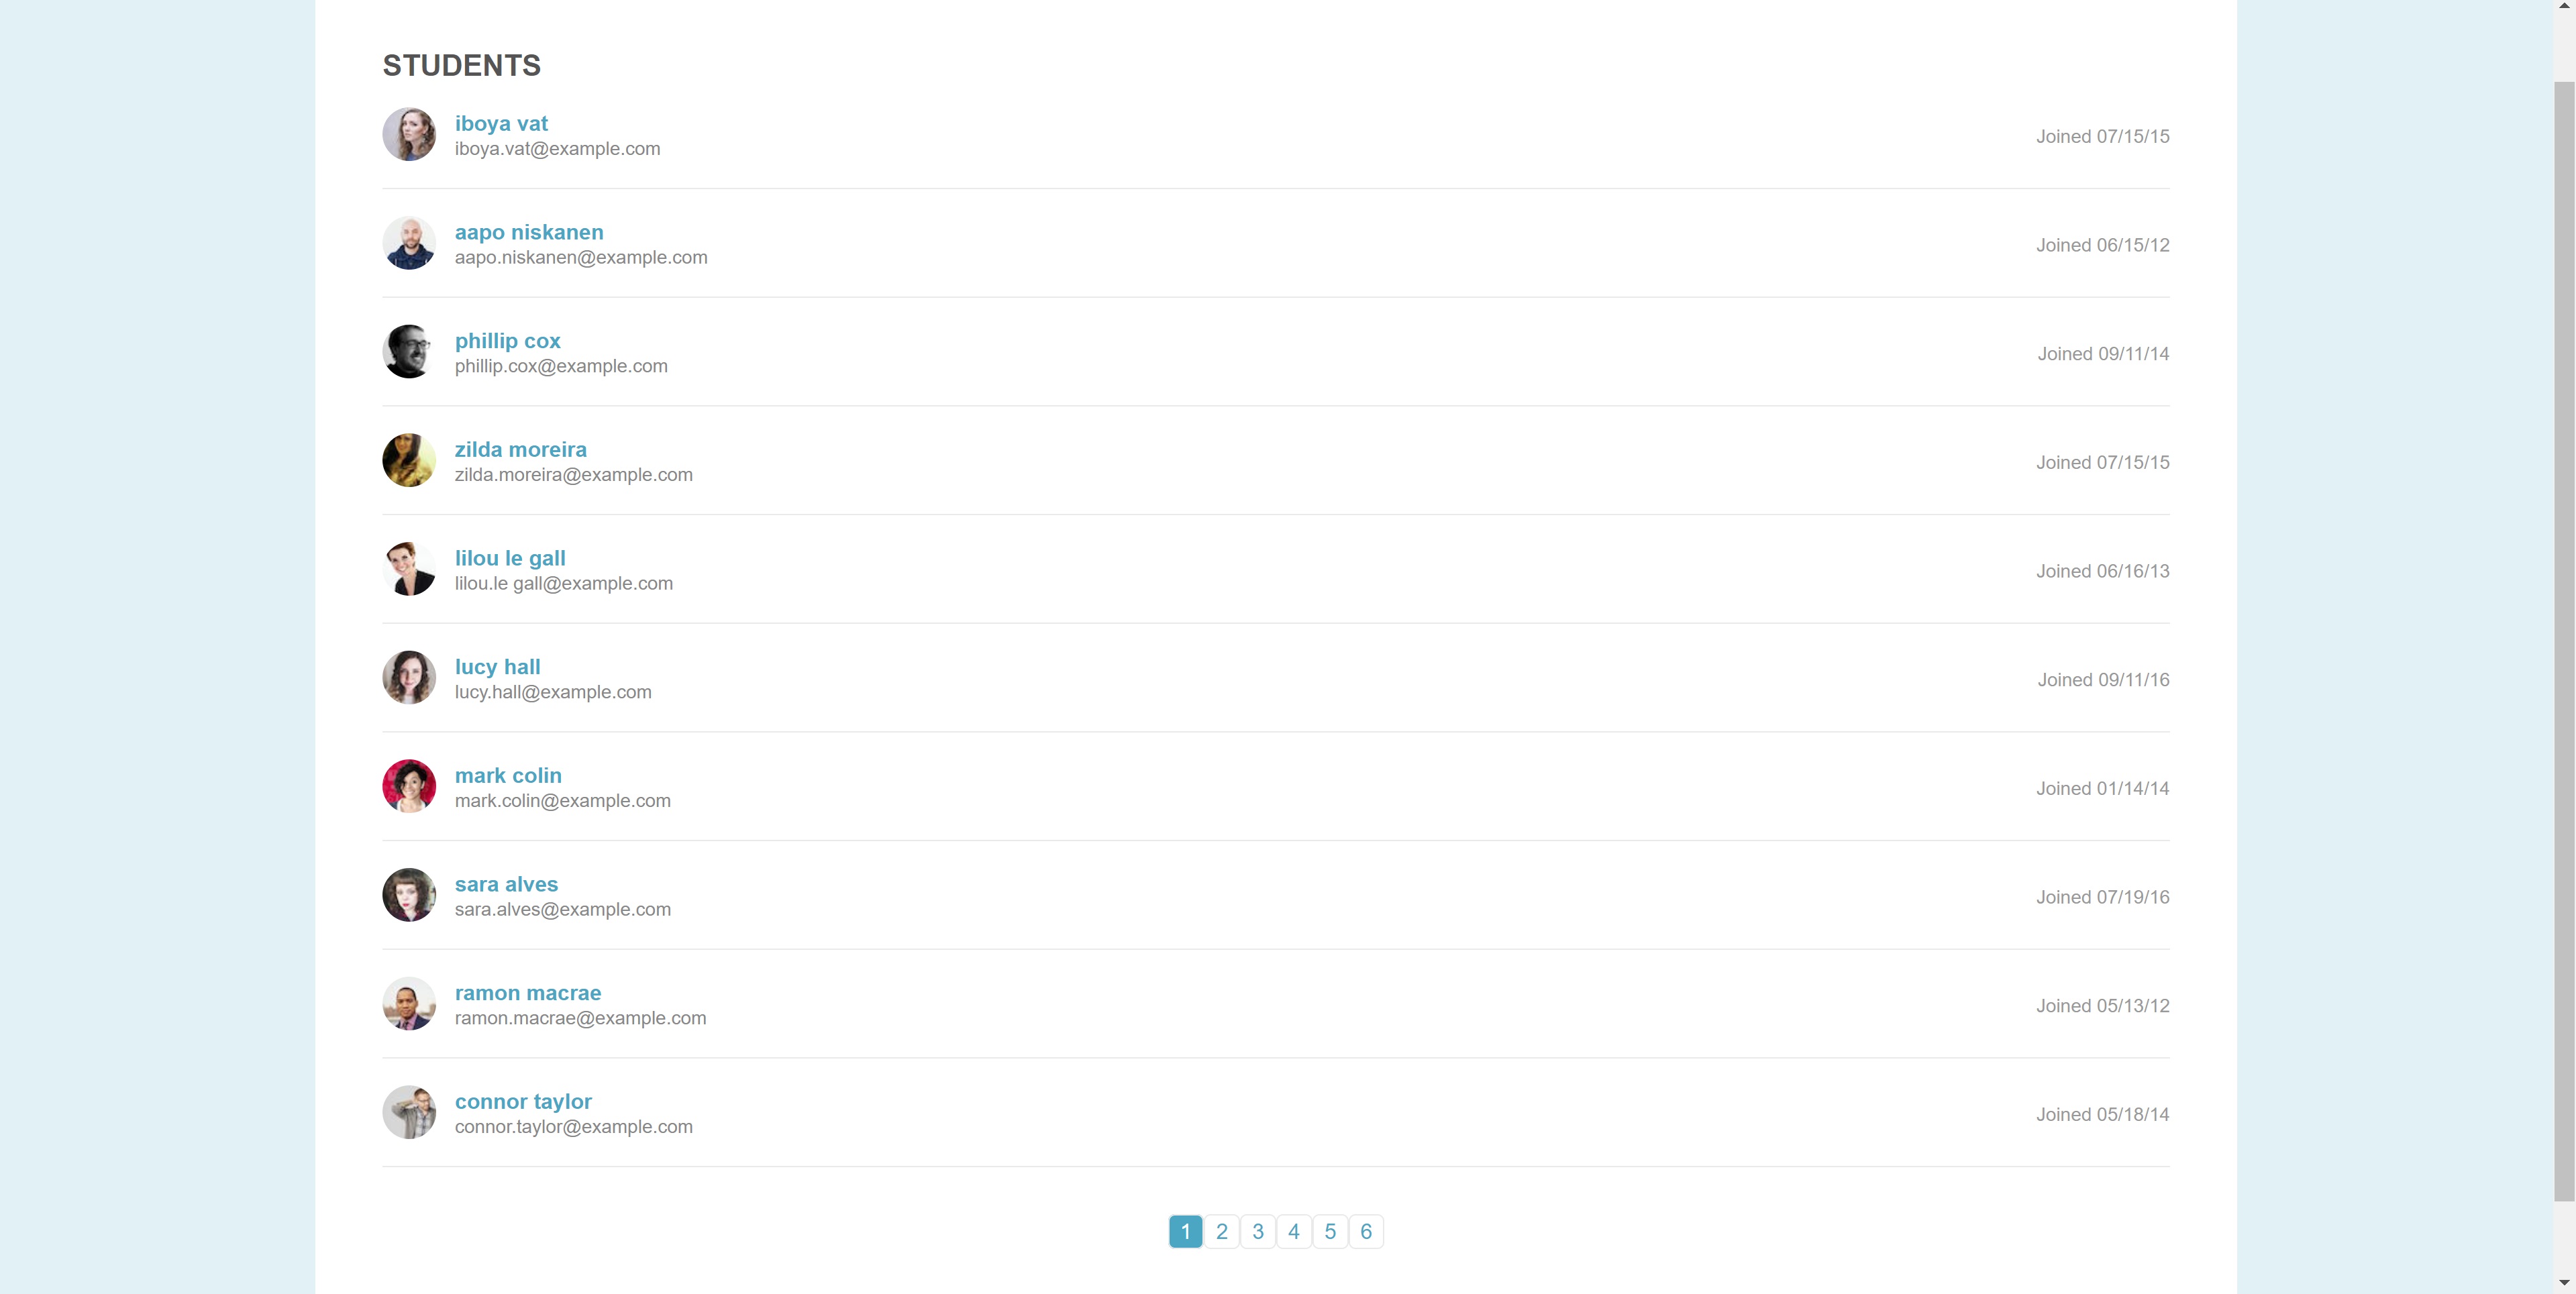 STUDENTS
iboya vat
iboya.vat@example.com
Joined 07/15/15
aapo niskanen
aapo.niskanen@example.com
Joined 06/15/12
phillip cox
phillip.cox@example.com
Joined 09/11/14
zilda moreira
zilda.moreira@example.com
Joined 07/15/15
lilou le gall
lilou.le gall@example.com
Joined 06/16/13
lucy hall
lucy.hall@example.com
Joined 09/11/16
mark colin
mark.colin@example.com
Joined 01/14/14
sara alves
sara.alves@example.com
Joined 07/19/16
ramon macrae
ramon.macrae@example.com
Joined 05/13/12
connor taylor
connor.taylor@example.com
Joined 05/18/14
1 2 3 4 5 6